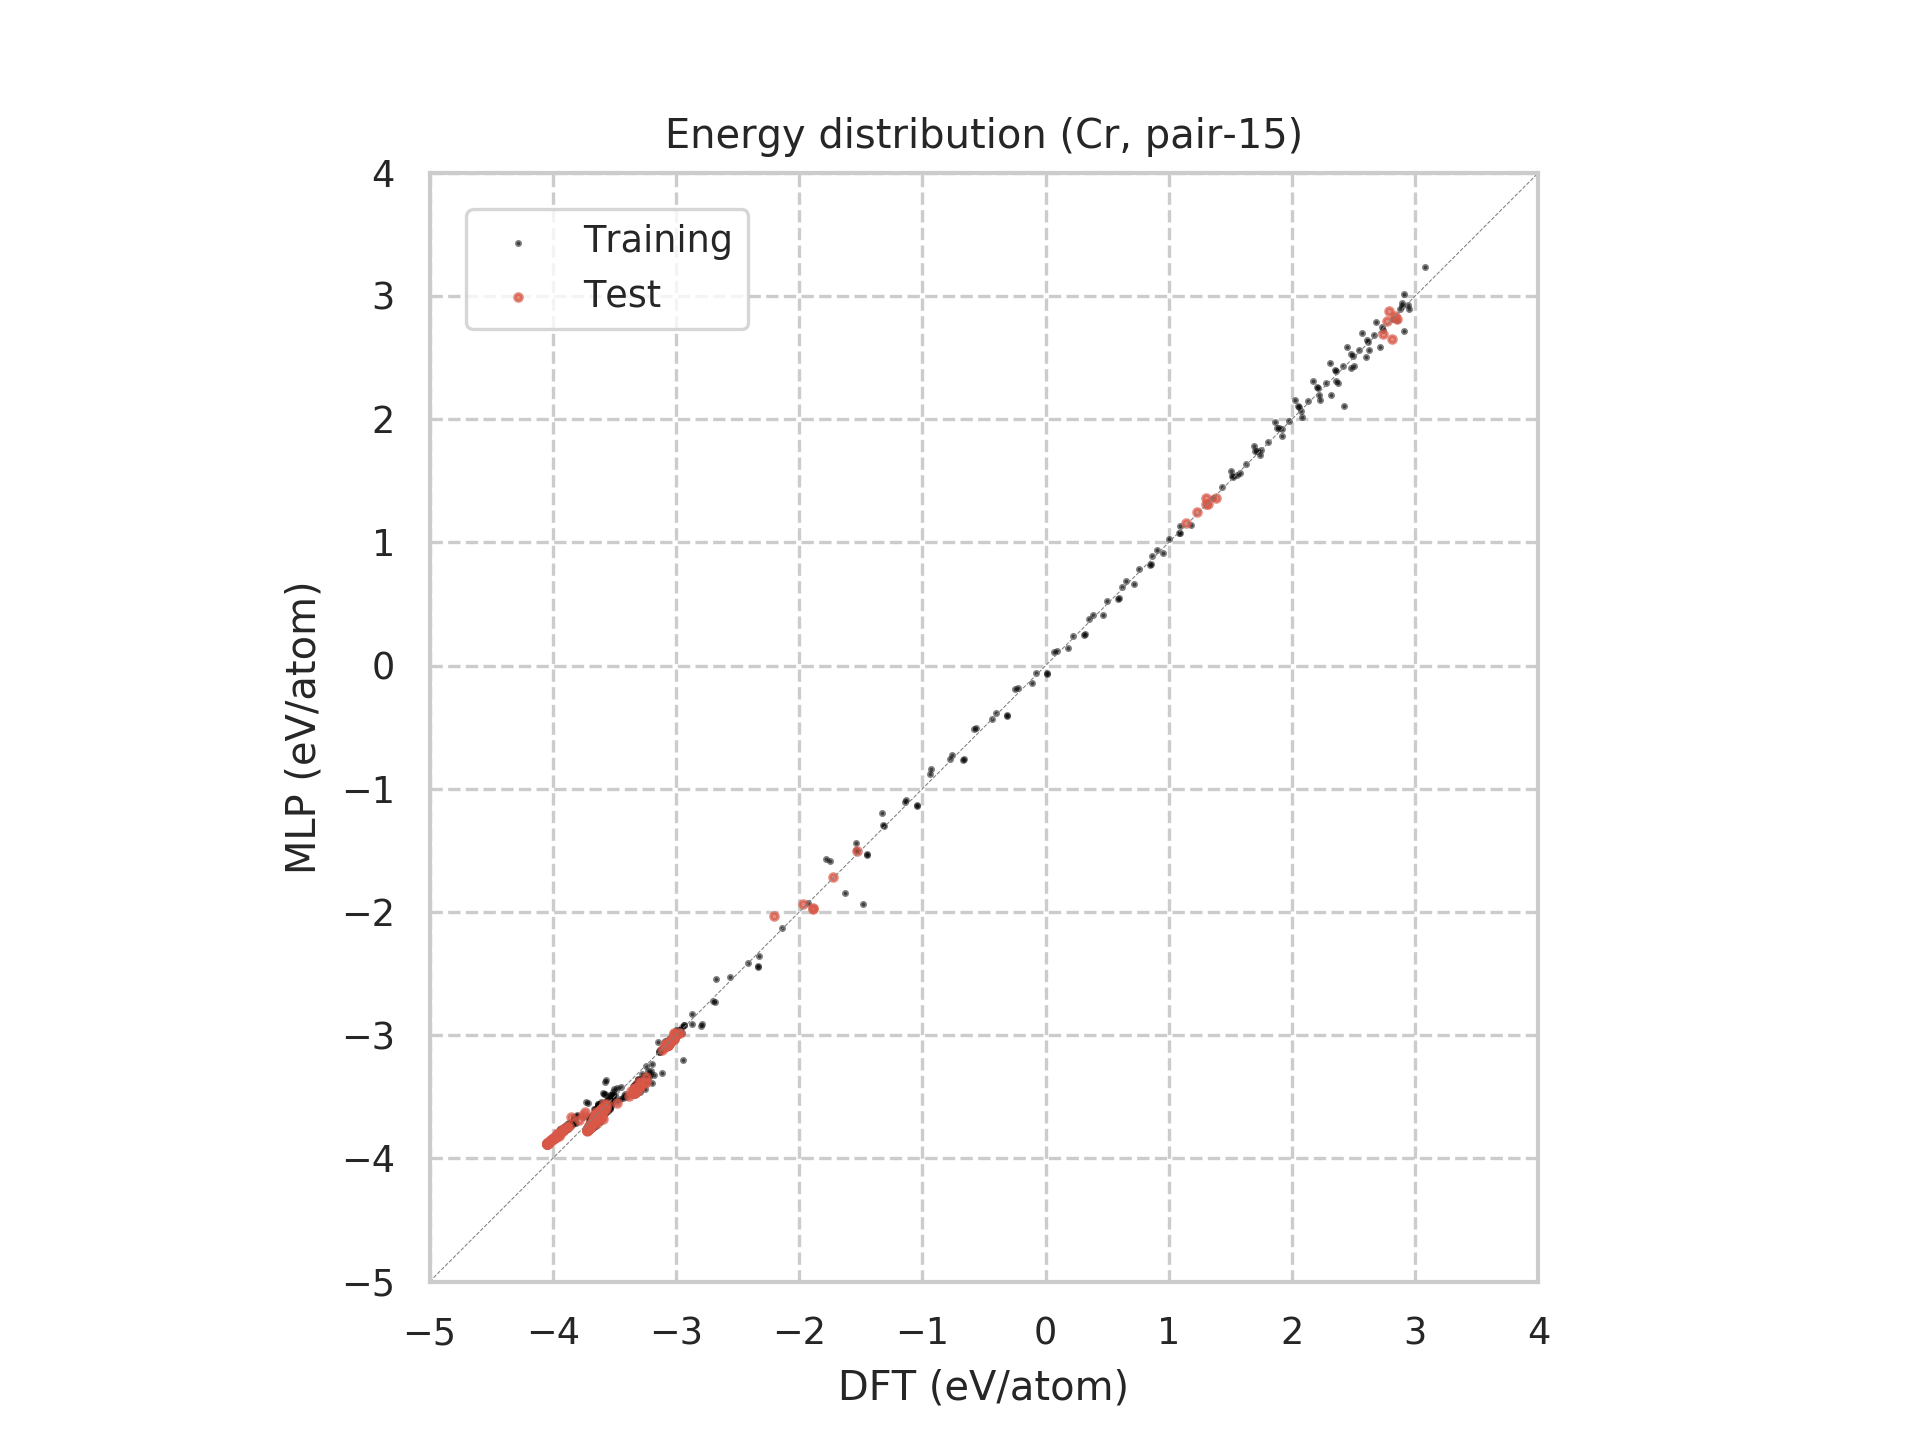 Energy distribution (Cr, pair-15)
Training
Test
MLP (eV/atom)
4
3
2
1
0
−1
−2
−3
−4
−5
−5 −4 −3 −2 −1 0 1 2 3 4
DFT (eV/atom)